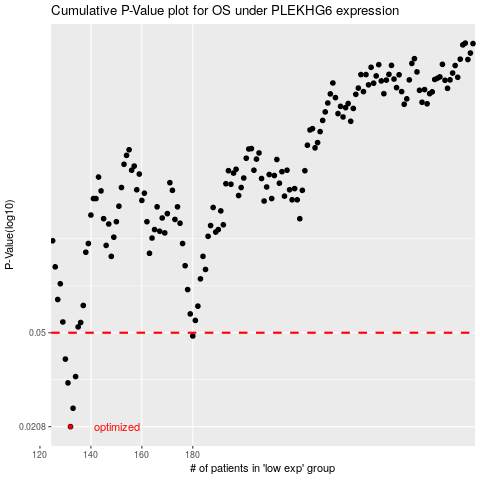 Cumulative P-Value plot for OS under PLEKHG6 expression
P-Value(log10)
0.05
0.0208
optimized
120 140 160 180
# of patients in 'low exp' group